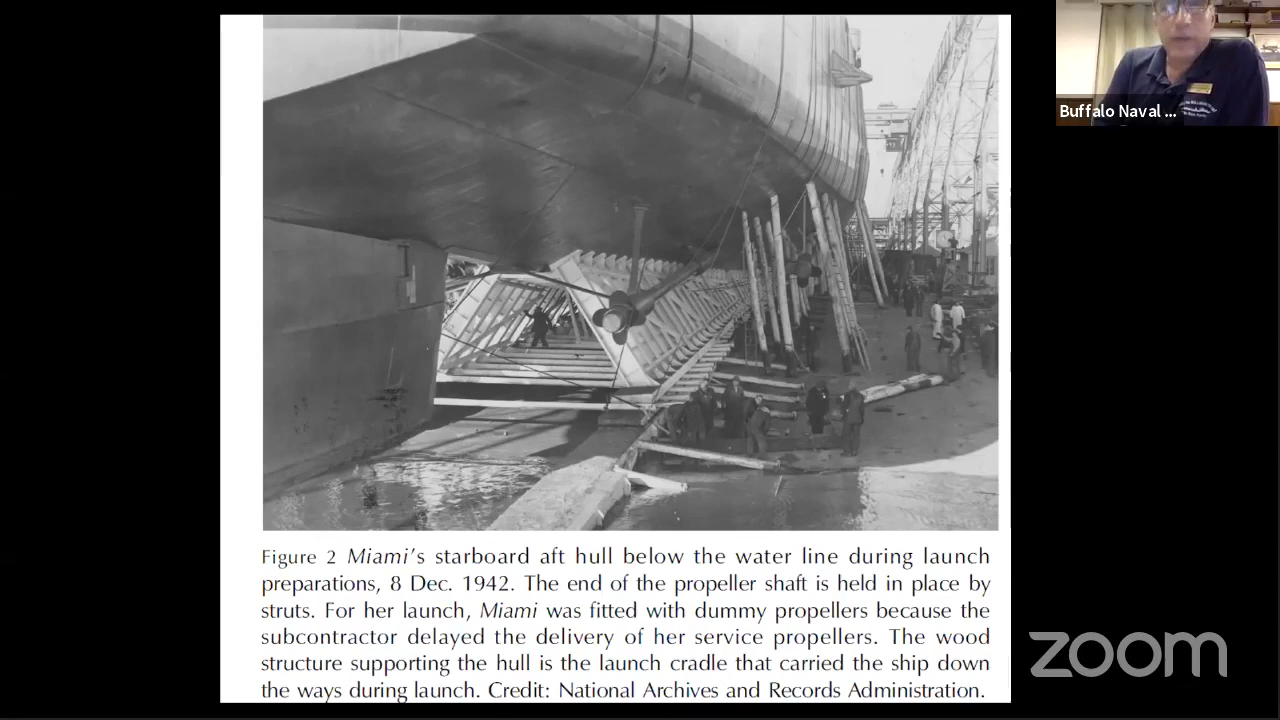 Buffalo Naval ...
Figure 2 Miami's starboard aft hull below the water line during launch
preparations, 8 Dec. 1942. The end of the propeller shaft is held in place by
struts. For her launch, Miami was fitted with dummy propellers because the
subcontractor delayed the delivery of her service propellers. The wood
structure supporting the hull is the launch cradle that carried the ship down
the ways during launch. Credit: National Archives and Records Administration.
zoom